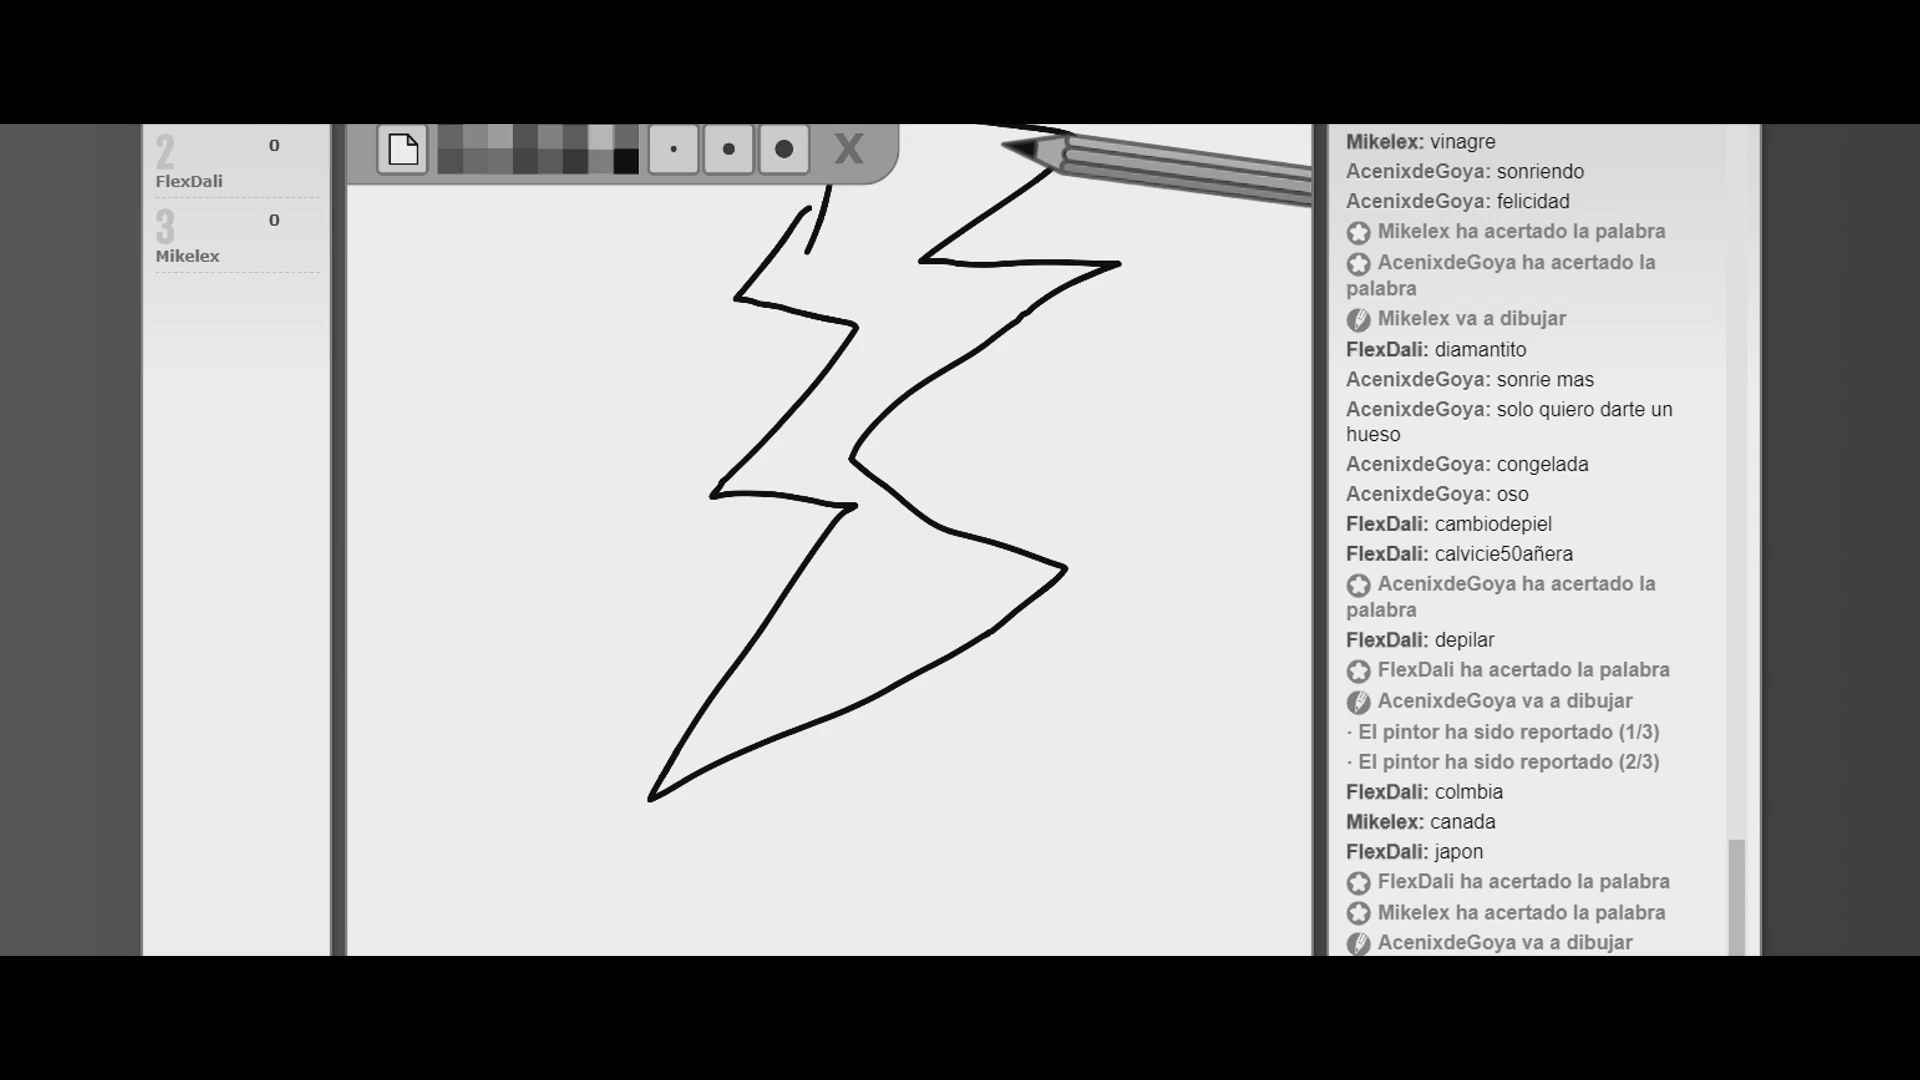 2
0
FlexDali
3
0
Mikelex
X
Mikelex: vinagre
AcenixdeGoya: sonriendo
AcenixdeGoya: felicidad
Mikelex ha acertado la palabra
AcenixdeGoya ha acertado la
palabra
Mikelex va a dibujar
FlexDali: diamantito
AcenixdeGoya: sonrie mas
AcenixdeGoya: solo quiero darte un
hueso
AcenixdeGoya: congelada
AcenixdeGoya: oso
FlexDali: cambiodepiel
FlexDali: calvicie50añera
AcenixdeGoya ha acertado la
palabra
FlexDali: depilar
FlexDali ha acertado la palabra
AcenixdeGoya va a dibujar
· El pintor ha sido reportado (1/3)
· El pintor ha sido reportado (2/3)
FlexDali: colmbia
Mikelex: canada
FlexDali: japon
FlexDali ha acertado la palabra
Mikelex ha acertado la palabra
AcenixdeGoya va a dibujar